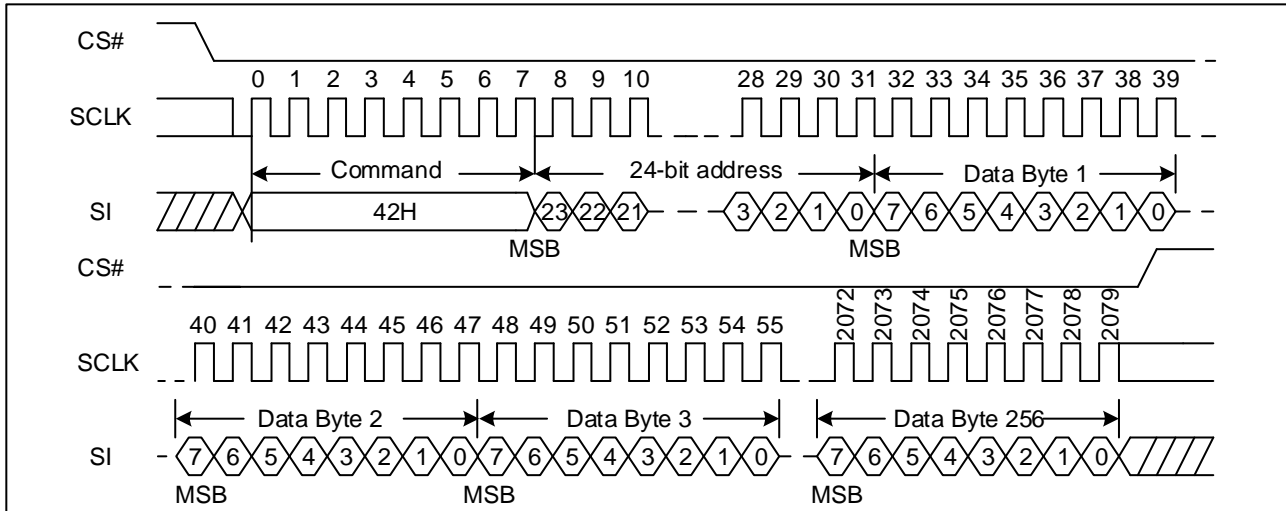 CS#
0 1 2 3 4 5 6 7 8 9 10 28 29 30 31 32 33 34 35 36 37 38 39
SCLK
Command 24-bit address Data Byte 1
SI 42H 23 22 21 3 2 1 0 7 6 5 4 3 2 1 0
MSB MSB
CS#
40 41 42 43 44 45 46 47 48 49 50 51 52 53 54 55 2072 2073 2074 2075 2076 2077 2078 2079
SCLK
Data Byte 2 Data Byte 3 Data Byte 256
SI 7 6 5 4 3 2 1 0 7 6 5 4 3 2 1 0 7 6 5 4 3 2 1 0
MSB MSB MSB